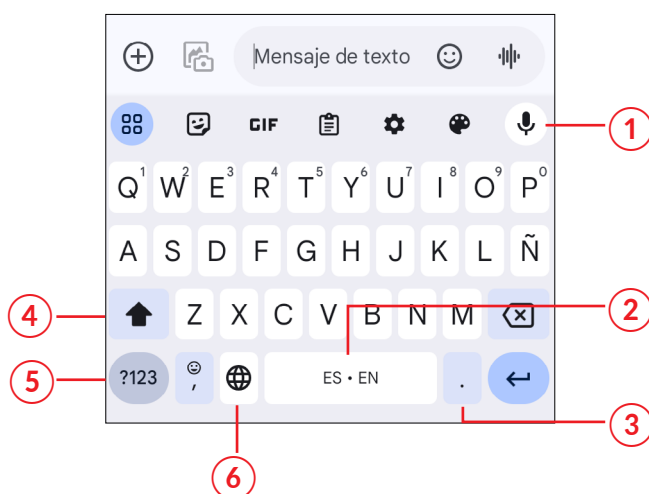 Mensaje de texto
GIF
1
Q1 W2 E3 R4 T5 Y6 U7 I8 O9 P0
A S D F G H J K L Ñ
4
Z X C V B N M
2
5
?123 , ES • EN .
3
6